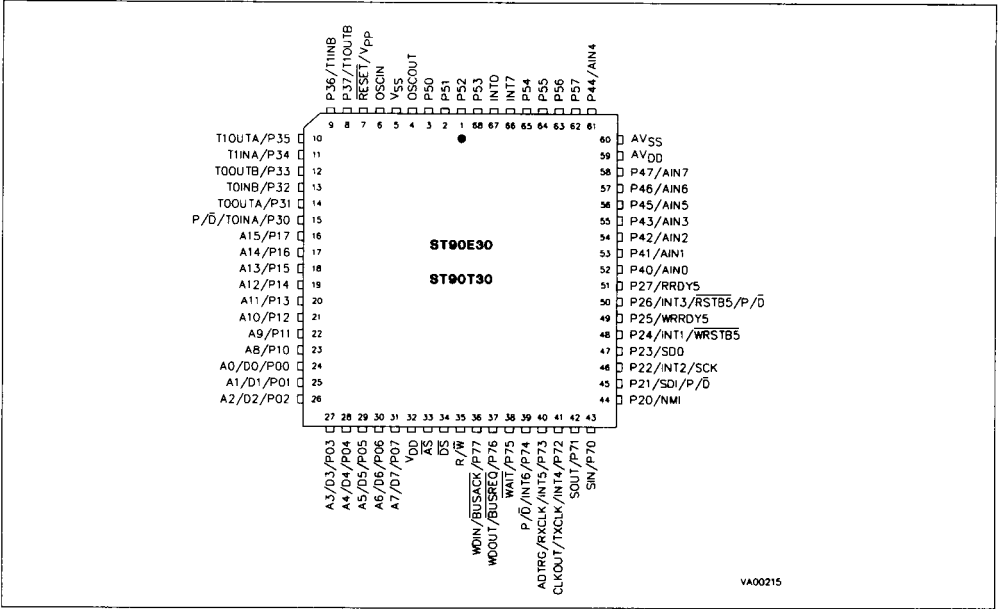 P36/T1INB
P37/T1OUTB
RESET/VPP
OSCIN
VSS
OSCOUT
P50
P51
P52
P53
INT0
INT7
P54
P55
P56
P57
P44/AIN4
9 8 7 6 5 4 3 2 1 68 67 66 65 64 63 62 61
T1OUTA/P35 10
T1INA/P34 11
T0OUTB/P33 12
T0INB/P32 13
T0OUTA/P31 14
P/D/T0INA/P30 15
A15/P17 16
A14/P16 17
A13/P15 18
A12/P14 19
A11/P13 20
A10/P12 21
A9/P11 22
A8/P10 23
A0/D0/P00 24
A1/D1/P01 25
A2/D2/P02 26
ST90E30
ST90T30
60 AVSS
59 AVDD
58 P47/AIN7
57 P46/AIN6
56 P45/AIN5
55 P43/AIN3
54 P42/AIN2
53 P41/AIN1
52 P40/AIN0
51 P27/RRDY5
50 P26/INT3/RSTB5/P/D
49 P25/WRRDY5
48 P24/INT1/WRSTB5
47 P23/SDO
46 P22/INT2/SCK
45 P21/SDI/P/D
44 P20/NMI
27 28 29 30 31 32 33 34 35 36 37 38 39 40 41 42 43
A3/D3/P03
A4/D4/P04
A5/D5/P05
A6/D6/P06
A7/D7/P07
VDD
AS
DS
R/W
WDIN/BUSACK/P77
WDOUT/BUSREQ/P76
WAIT/P75
P/D/INT6/P74
ADTRG/RXCLK/INT5/P73
CLKOUT/TXCLK/INT4/P72
SOUT/P71
SIN/P70
VA00215